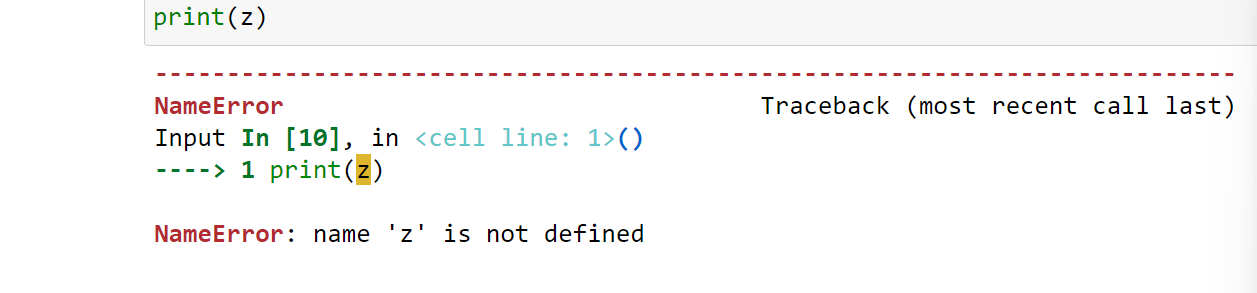 print(z)
---------------------------------------------------------------------------
NameError                                 Traceback (most recent call last)
Input In [10], in <cell line: 1>()
----> 1 print(z)
NameError: name 'z' is not defined